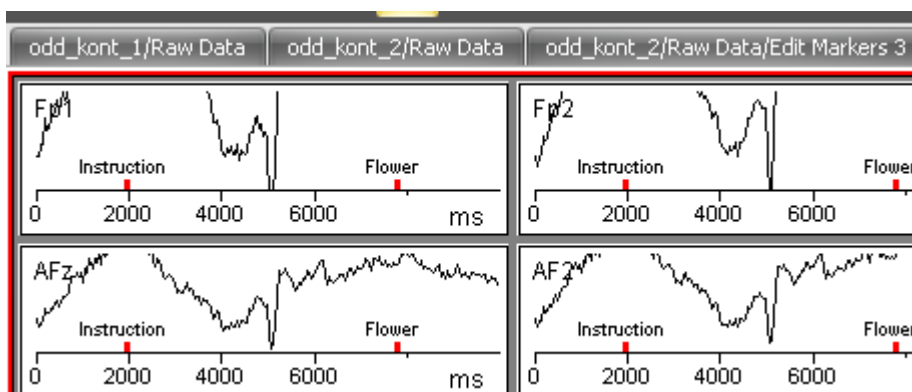 odd_kont_1/Raw Data odd_kont_2/Raw Data odd_kont_2/Raw Data/Edit Markers 3
Fp1 Fp2
Instruction Flower Instruction Flower
0 2000 4000 6000 ms 0 2000 4000 6000
AFz AF2
Instruction Flower Instruction Flower
0 2000 4000 6000 ms 0 2000 4000 6000